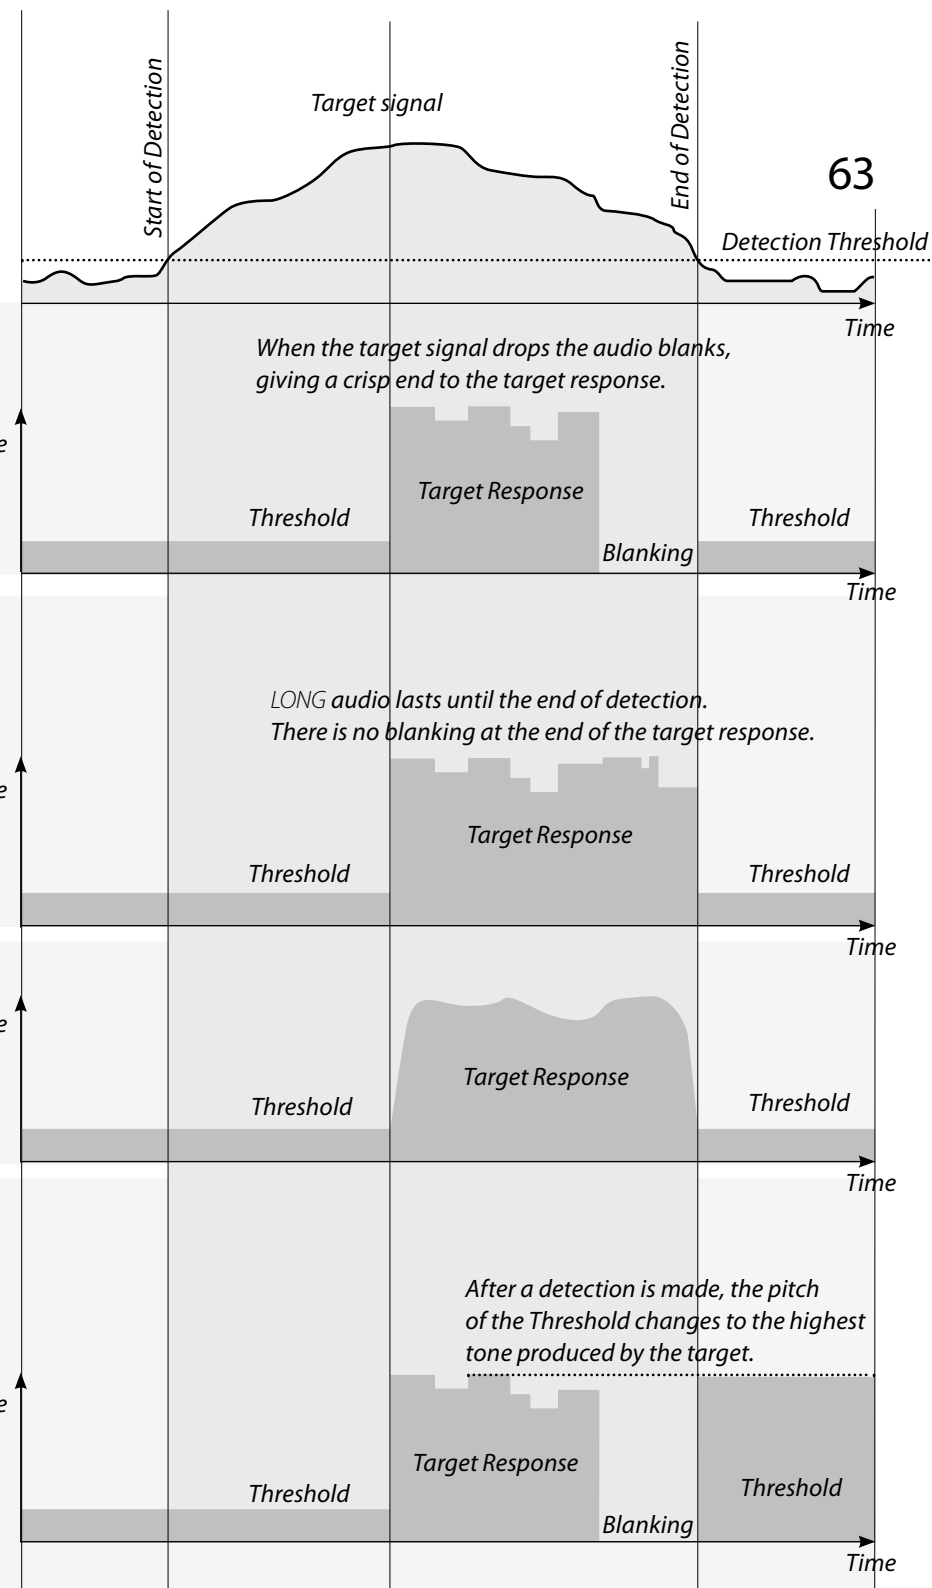 Start of Detection
Target signal
End of Detection
63
Detection Threshold
Time
When the target signal drops the audio blanks,
giving a crisp end to the target response.
e
Target Response
Threshold
Threshold
Blanking
Time
LONG audio lasts until the end of detection.
There is no blanking at the end of the target response.
e
Target Response
Threshold
Threshold
Time
e
Target Response
Threshold
Threshold
Time
After a detection is made, the pitch
of the Threshold changes to the highest
tone produced by the target.
e
Target Response
Threshold
Threshold
Blanking
Time